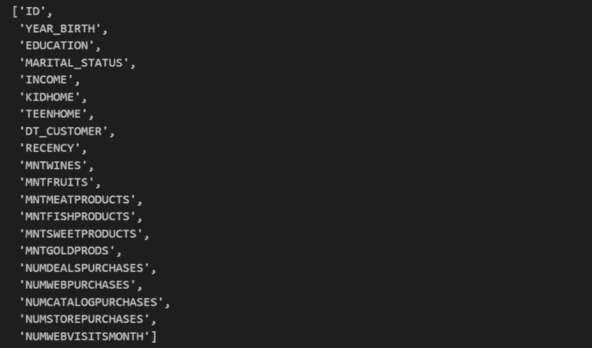 ['ID',
'YEAR_BIRTH',
'EDUCATION',
'MARITAL_STATUS',
'INCOME',
'KIDHOME',
'TEENHOME',
'DT_CUSTOMER',
'RECENCY',
'MNTWINES',
'MNTFRUITS',
'MNTMEATPRODUCTS',
'MNTFISHPRODUCTS',
'MNTSWEETPRODUCTS',
'MNTGOLDPRODS',
'NUMDEALSPURCHASES',
'NUMWEBPURCHASES',
'NUMCATALOGPURCHASES',
'NUMSTOREPURCHASES',
'NUMWEBVISITSMONTH']